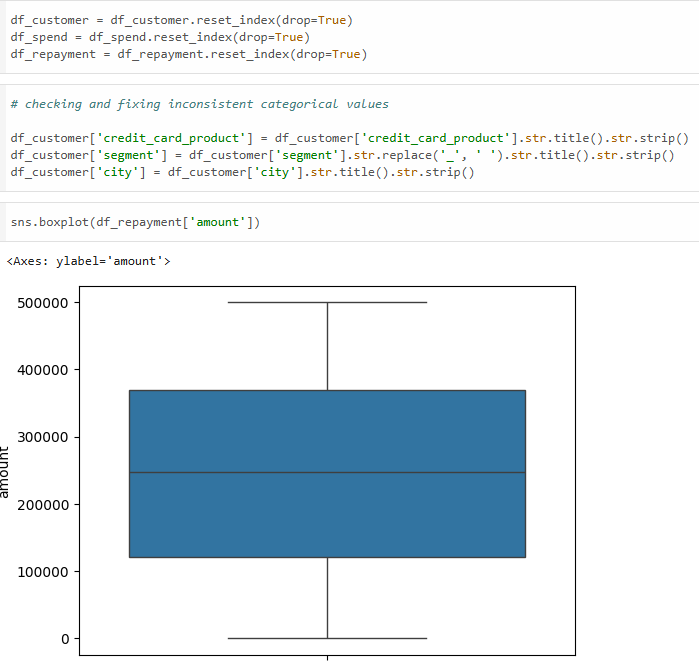 df_customer = df_customer.reset_index(drop=True)
df_spend = df_spend.reset_index(drop=True)
df_repayment = df_repayment.reset_index(drop=True)
# checking and fixing inconsistent categorical values
df_customer['credit_card_product'] = df_customer['credit_card_product'].str.title().str.strip()
df_customer['segment'] = df_customer['segment'].str.replace('_', ' ').str.title().str.strip()
df_customer['city'] = df_customer['city'].str.title().str.strip()
sns.boxplot(df_repayment['amount'])
<Axes: ylabel='amount'>
500000
400000
300000
200000
100000
0
amount